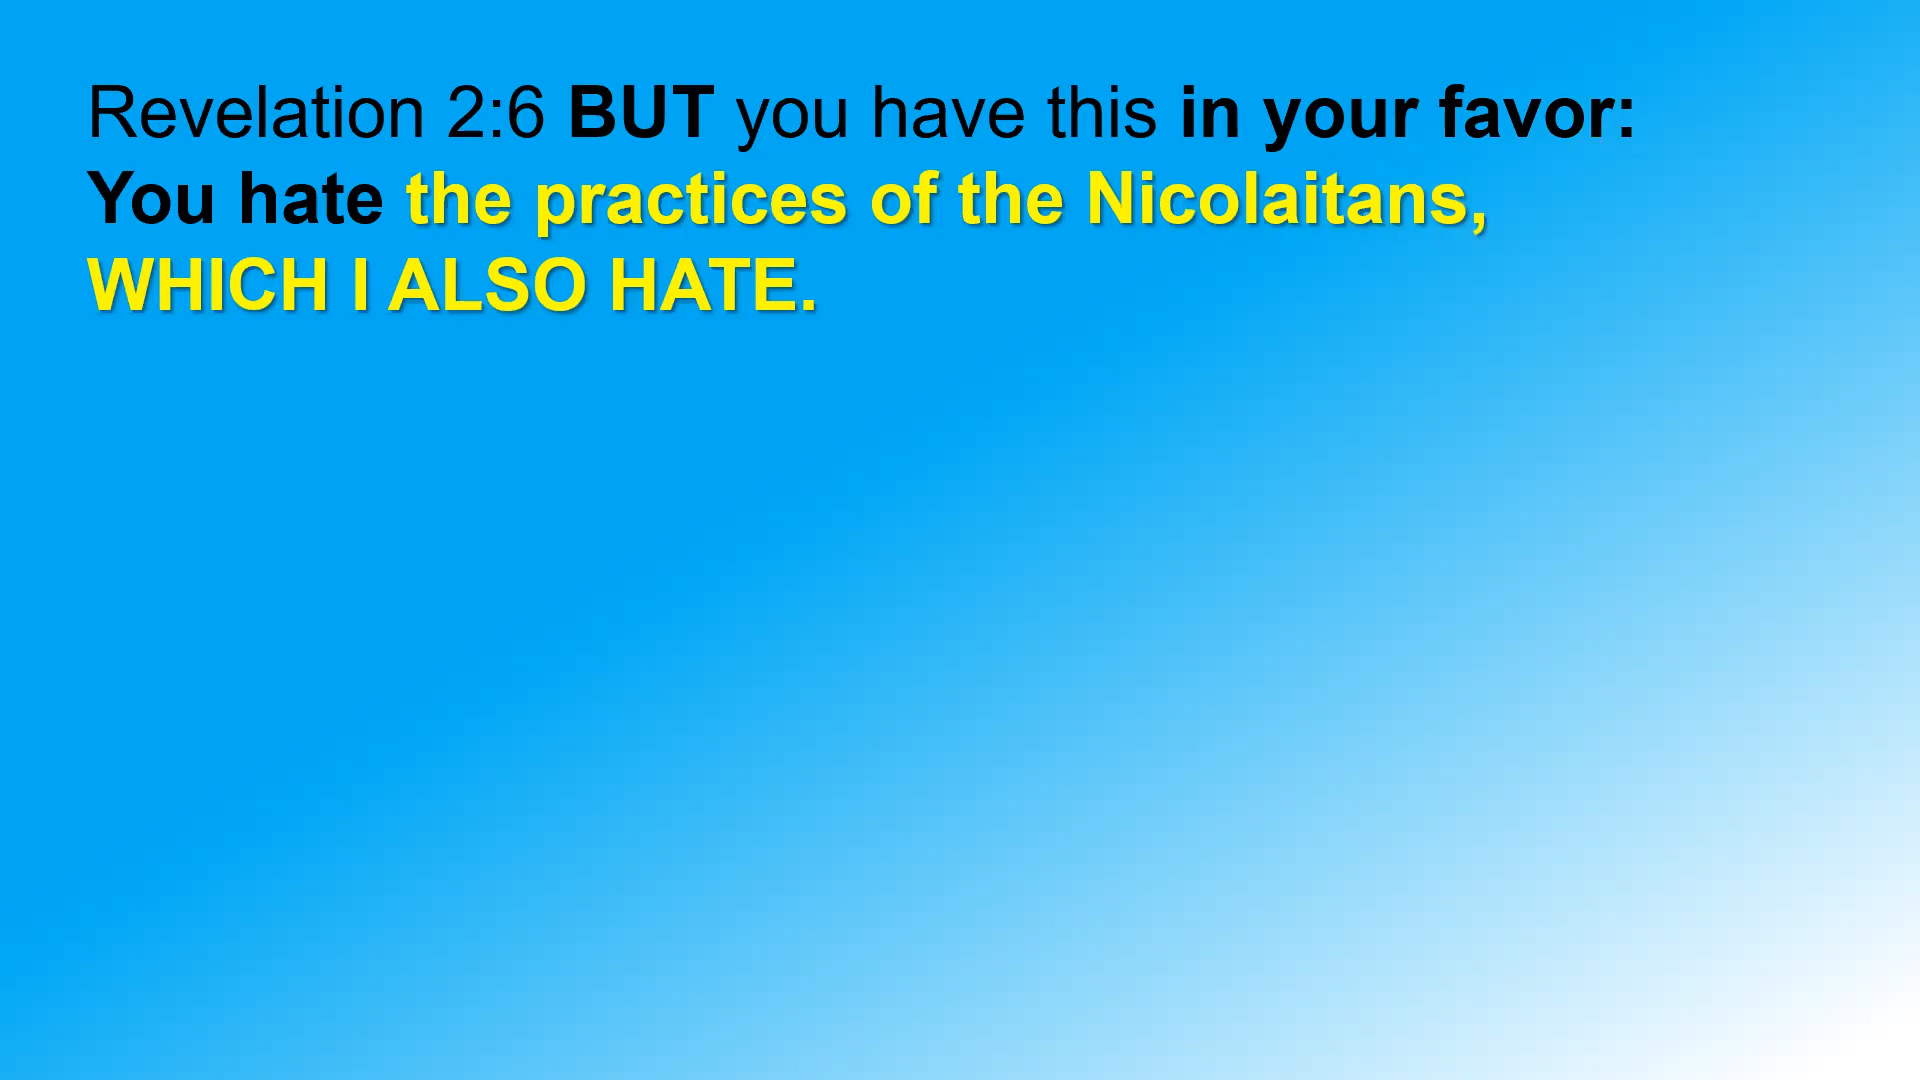 Revelation 2:6 BUT you have this in your favor:
You hate the practices of the Nicolaitans,
WHICH I ALSO HATE.